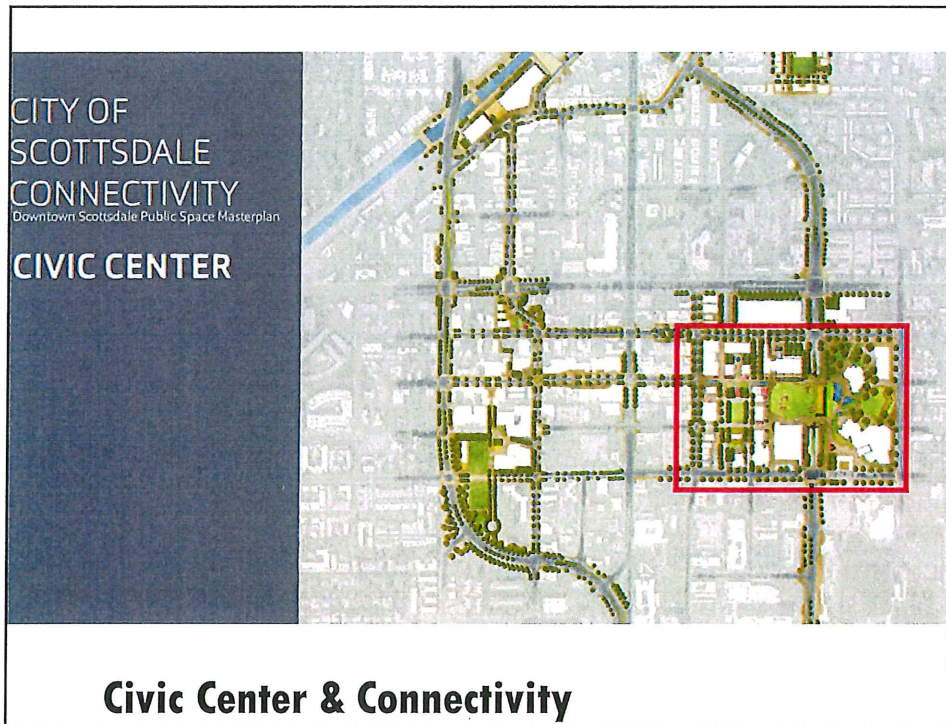 CITY OF
SCOTTSDALE
CONNECTIVITY
Downtown Scottsdale Public Space Masterplan
CIVIC CENTER
Civic Center & Connectivity